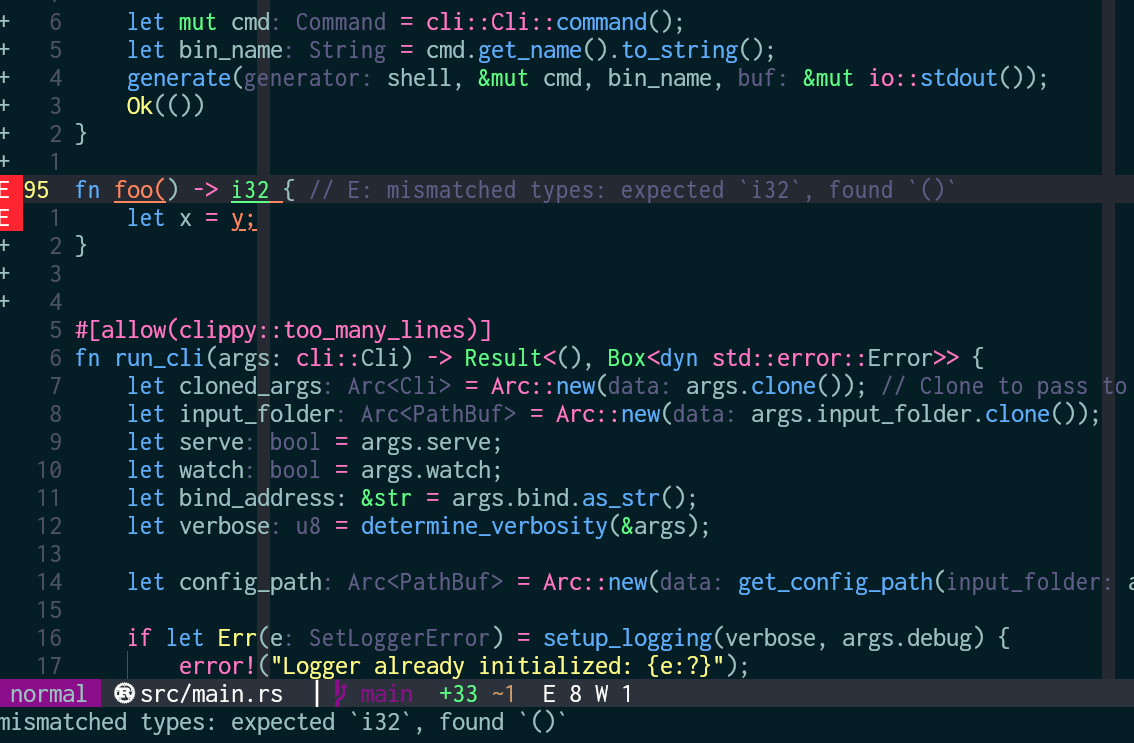 + 6 let mut cmd: Command = cli::Cli::command();
+ 5 let bin_name: String = cmd.get_name().to_string();
+ 4 generate(generator: shell, &mut cmd, bin_name, buf: &mut io::stdout());
+ 3 Ok(())
+ 2 }
+ 1
E 95 fn foo() -> i32 { // E: mismatched types: expected `i32`, found `()`
E 1 let x = y;
+ 2 }
+ 3
+ 4
5 #[allow(clippy::too_many_lines)]
6 fn run_cli(args: cli::Cli) -> Result<(), Box<dyn std::error::Error>> {
7 let cloned_args: Arc<Cli> = Arc::new(data: args.clone()); // Clone to pass to
8 let input_folder: Arc<PathBuf> = Arc::new(data: args.input_folder.clone());
9 let serve: bool = args.serve;
10 let watch: bool = args.watch;
11 let bind_address: &str = args.bind.as_str();
12 let verbose: u8 = determine_verbosity(&args);
13
14 let config_path: Arc<PathBuf> = Arc::new(data: get_config_path(input_folder: a
15
16 if let Err(e: SetLoggerError) = setup_logging(verbose, args.debug) {
17 error!("Logger already initialized: {e:?}");
normal src/main.rs | main +33 ~1 E 8 W 1
mismatched types: expected `i32`, found `()`